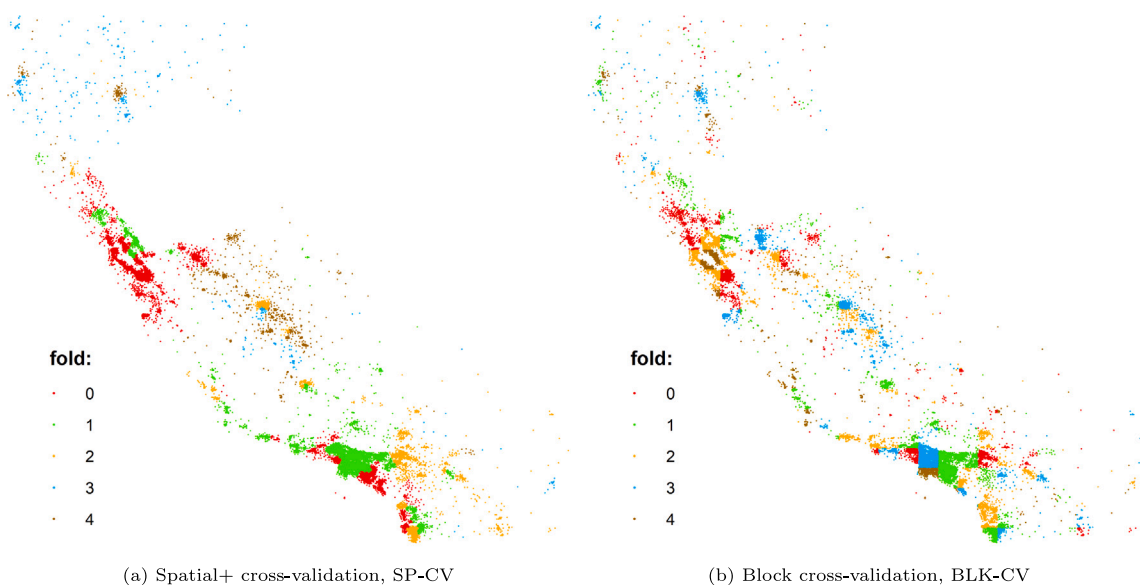 fold:
0
1
2
3
4
(a) Spatial+ cross-validation, SP-CV
fold:
0
1
2
3
4
(b) Block cross-validation, BLK-CV